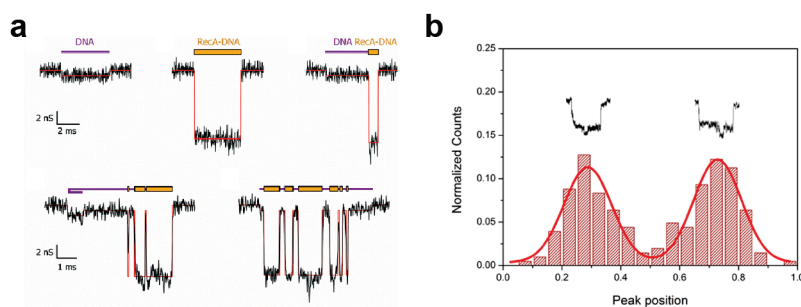 a
DNA
RecA-DNA
DNA RecA-DNA
2 nS
2 ms
2 nS
1 ms
b
0.25
0.20
0.15
0.10
0.05
0.00
Normalized Counts
0.0 0.2 0.4 0.6 0.8 1.0
Peak position